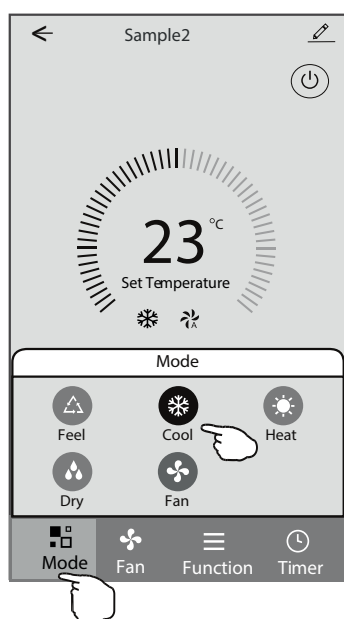 Sample2
23 °C
Set Temperature
A
Mode
Feel Cool Heat
Dry Fan
Mode Fan Function Timer